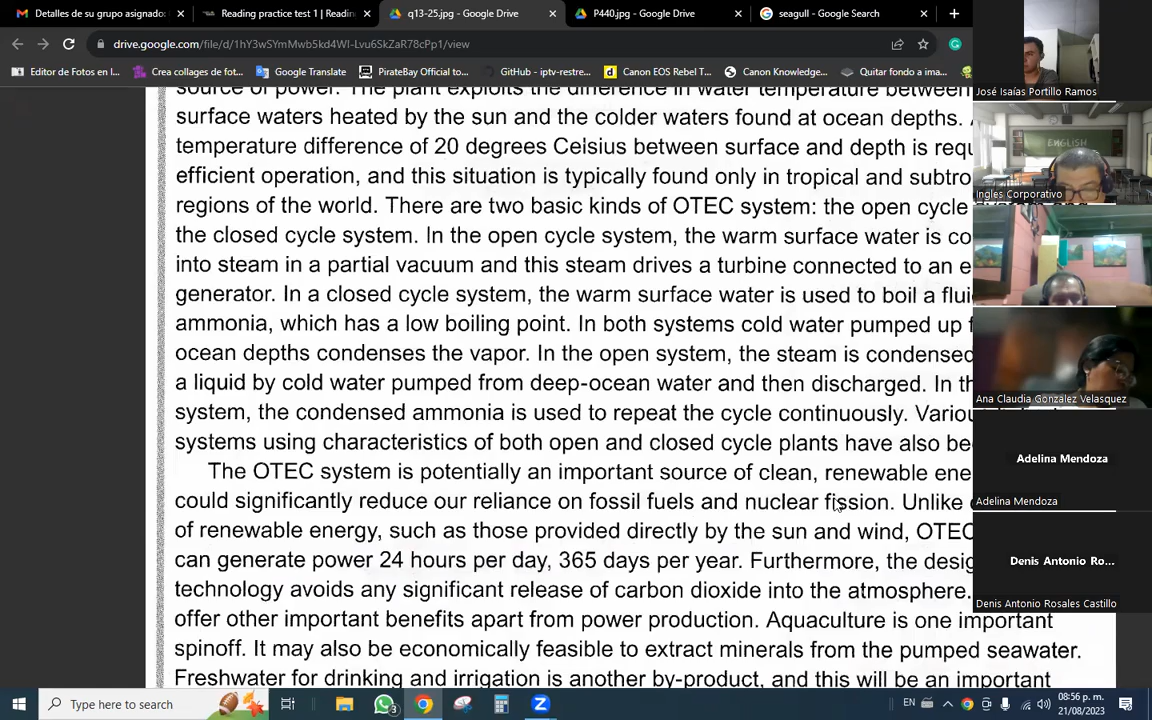 Detalles de su grupo asignado:
Reading practice test 1 | Readin
q13-25.jpg - Google Drive
P440.jpg - Google Drive
seagull - Google Search
drive.google.com/file/d/1hY3wSYmMwb5kd4WI-Lvu6SkZaR78cPp1/view
Editor de Fotos en l...
Crea collages de fot...
Google Translate
PirateBay Official to...
GitHub - iptv-restre...
Canon EOS Rebel T...
Canon Knowledge...
Quitar fondo a ima...
source of power. The plant exploits the difference in water temperature between
surface waters heated by the sun and the colder waters found at ocean depths.
temperature difference of 20 degrees Celsius between surface and depth is requ
efficient operation, and this situation is typically found only in tropical and subtro
regions of the world. There are two basic kinds of OTEC system: the open cycle
the closed cycle system. In the open cycle system, the warm surface water is co
into steam in a partial vacuum and this steam drives a turbine connected to an e
generator. In a closed cycle system, the warm surface water is used to boil a flui
ammonia, which has a low boiling point. In both systems cold water pumped up f
ocean depths condenses the vapor. In the open system, the steam is condensed
a liquid by cold water pumped from deep-ocean water and then discharged. In th
system, the condensed ammonia is used to repeat the cycle continuously. Variou
systems using characteristics of both open and closed cycle plants have also be
The OTEC system is potentially an important source of clean, renewable ene
could significantly reduce our reliance on fossil fuels and nuclear fission. Unlike
of renewable energy, such as those provided directly by the sun and wind, OTEC
can generate power 24 hours per day, 365 days per year. Furthermore, the desig
technology avoids any significant release of carbon dioxide into the atmosphere.
offer other important benefits apart from power production. Aquaculture is one important
spinoff. It may also be economically feasible to extract minerals from the pumped seawater.
Freshwater for drinking and irrigation is another by-product, and this will be an important
José Isaías Portillo Ramos
ENGLISH
Ingles Corporativo
Ana Claudia Gonzalez Velasquez
Adelina Mendoza
Adelina Mendoza
Denis Antonio Ro...
Denis Antonio Rosales Castillo
Type here to search
3
EN
08:56 p. m.
21/08/2023